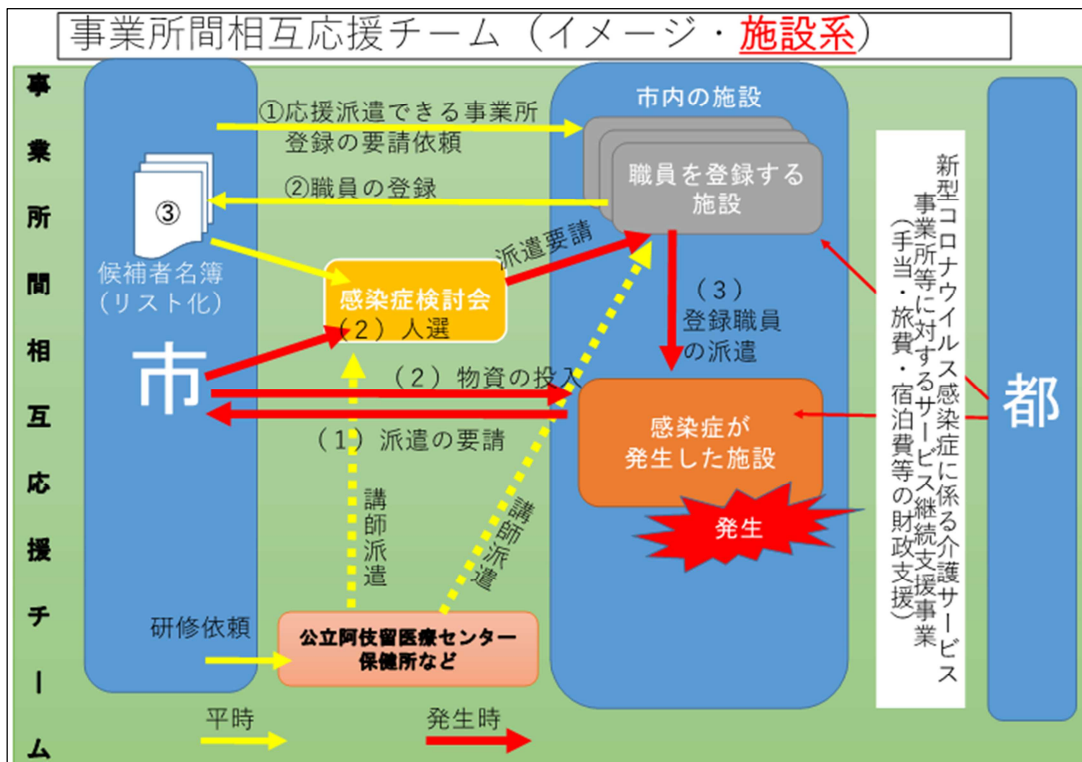 事業所間相互応援チーム（イメージ・施設系）
事業所間相互応援チーム
①応援派遣できる事業所
登録の要請依頼
②職員の登録
③
候補者名簿
(リスト化)
市
感染症検討会
（２）人選
派遣要請
（２）物資の投入
（１）派遣の要請
市内の施設
職員を登録する
施設
（３）
登録職員
の派遣
感染症が
発生した施設
発生
講師派遣
講師派遣
研修依頼
公立阿伎留医療センター
保健所など
平時
発生時
新型コロナウイルス感染症に係る介護サービス
事業所等に対するサービス継続支援事業
（手当・旅費・宿泊費等の財政支援）
都